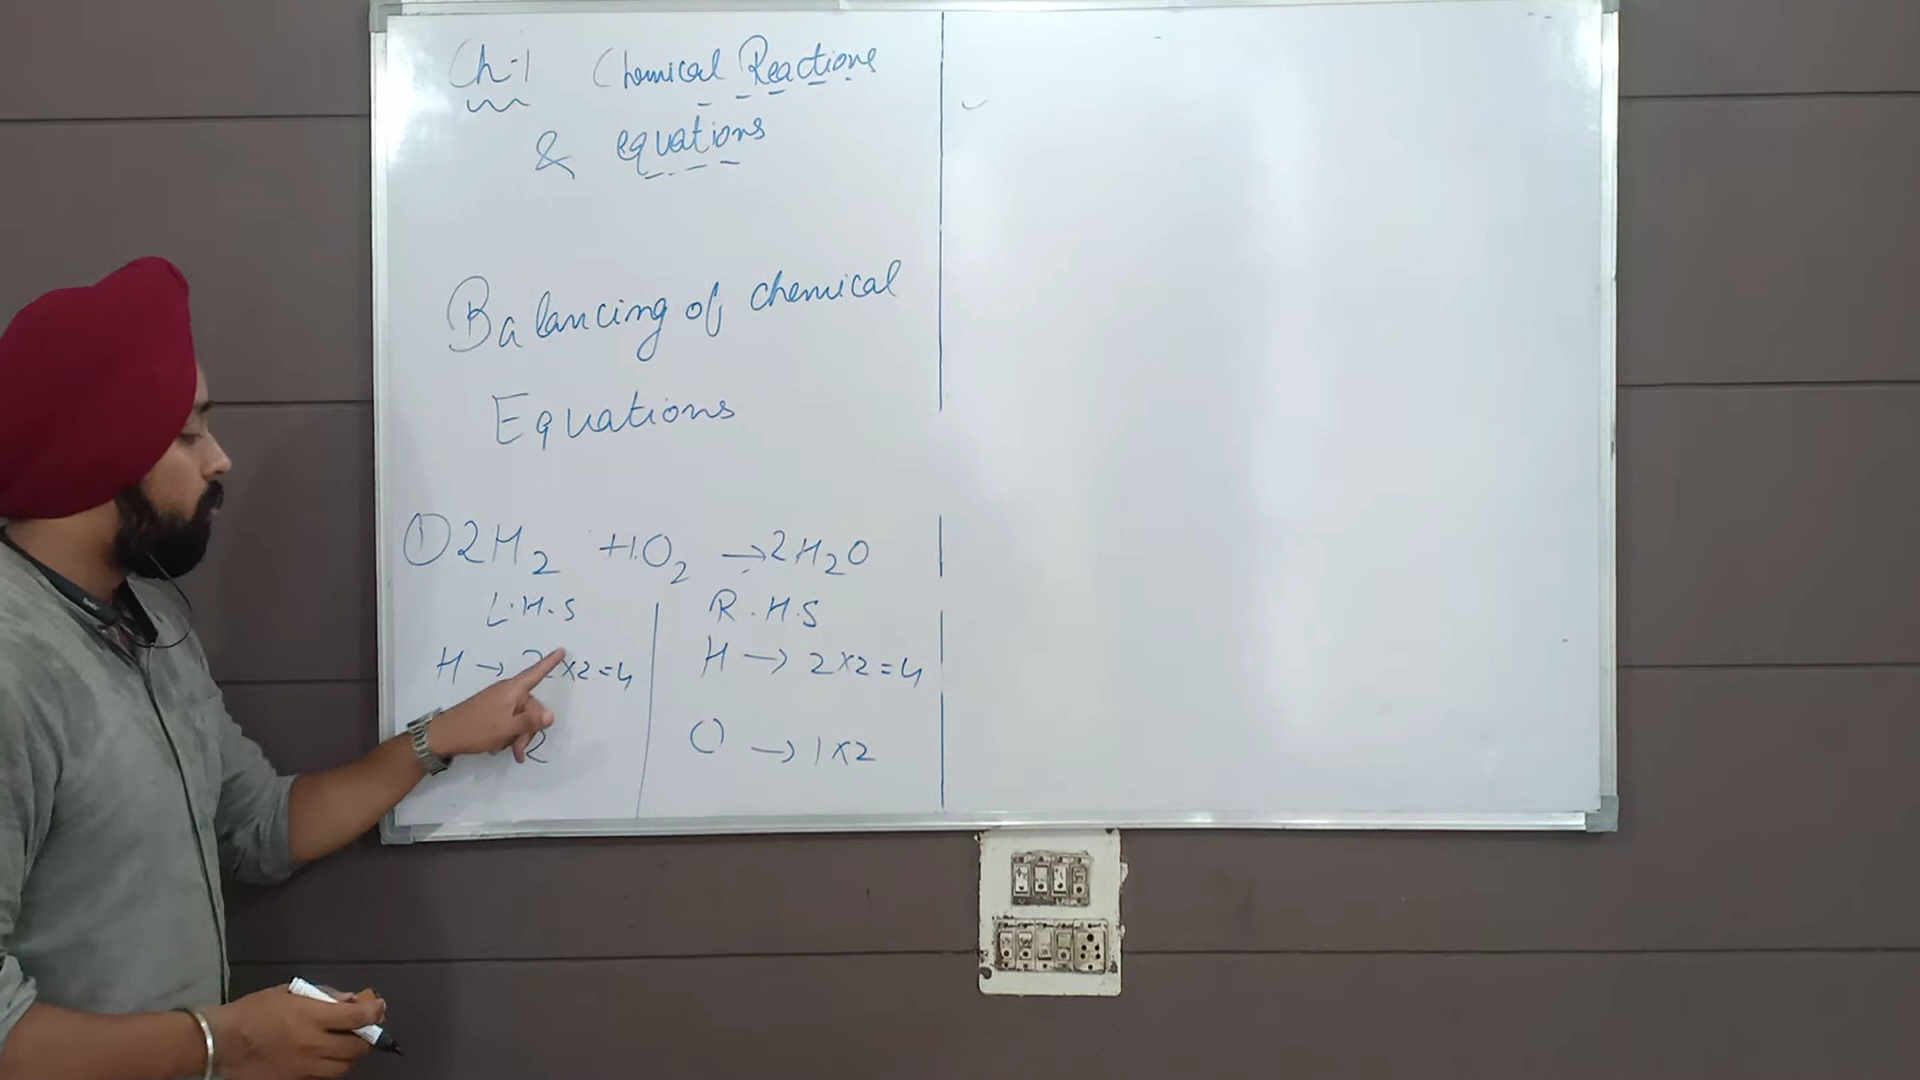 Ch-1 Chemical Reactions
& equations
Balancing of chemical
Equations
① 2H₂ +1O₂ → 2H₂O
L.H.S R.H.S
H → 2×2=4 H → 2×2=4
2 O → 1×2